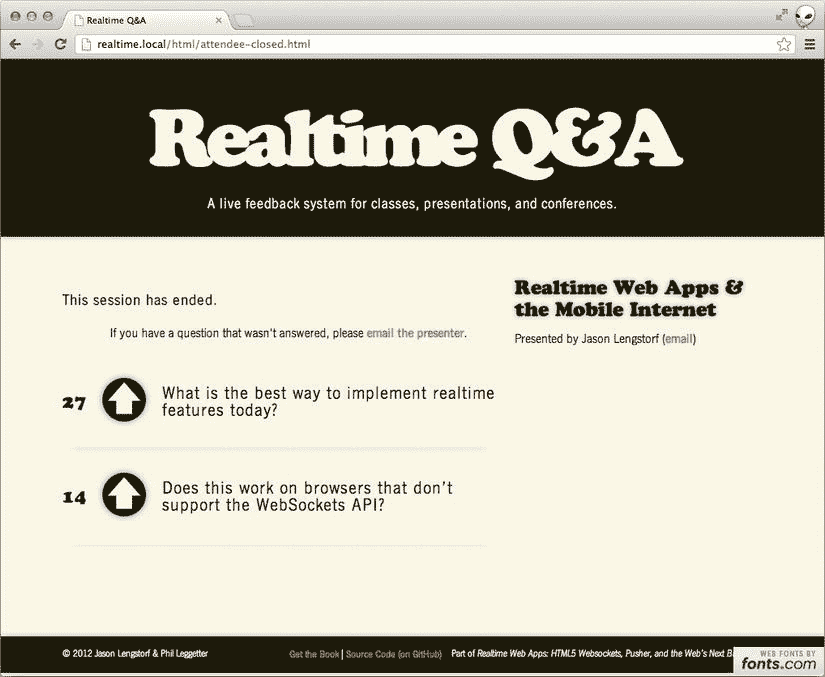 Realtime Q&A
realtime.local/html/attendee-closed.html
Realtime Q&A
A live feedback system for classes, presentations, and conferences.
This session has ended.
If you have a question that wasn't answered, please email the presenter.
27
What is the best way to implement realtime
features today?
14
Does this work on browsers that don't
support the WebSockets API?
Realtime Web Apps &
the Mobile Internet
Presented by Jason Lengstorf (email)
© 2012 Jason Lengstorf & Phil Leggetter
Get the Book | Source Code (on GitHub)
Part of Realtime Web Apps: HTML5 Websockets, Pusher, and the Web's Next
WEB FONTS BY
fonts.com